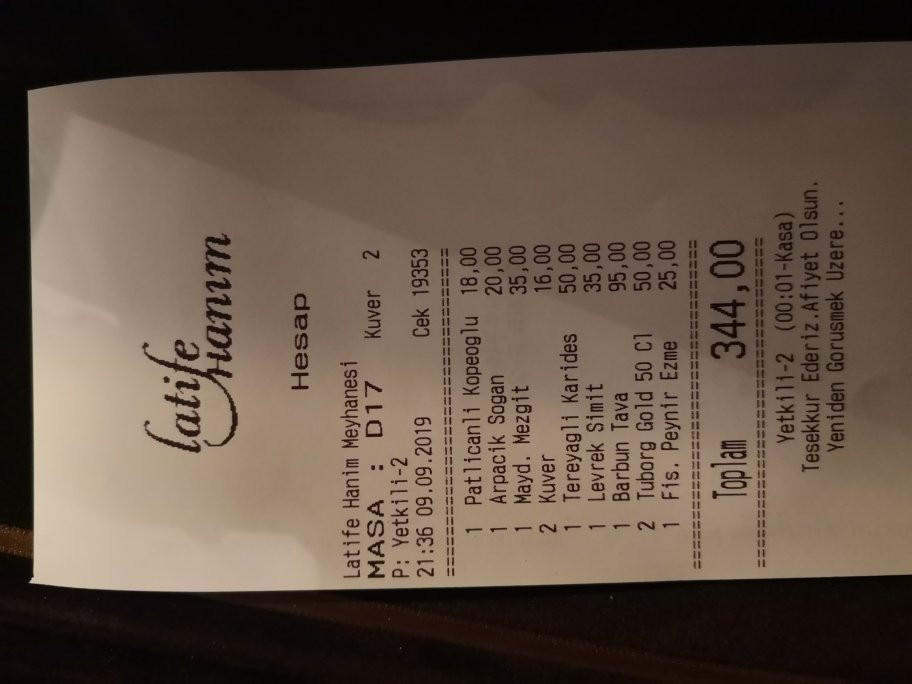 Latife
Hanım
Hesap
Latife Hanim Meyhanesi
MASA : D17 Kuver 2
P: Yetkili-2
21:36 09.09.2019 Cek 19353
================================
1 Patlicanli Kopeoglu 18,00
1 Arpacik Sogan 20,00
1 Mayd. Mezgit 35,00
2 Kuver 16,00
1 Tereyagli Karides 50,00
1 Levrek Simit 35,00
1 Barbun Tava 95,00
2 Tuborg Gold 50 Cl 50,00
1 Fis. Peynir Ezme 25,00
================================
Toplam 344,00
================================
Yetkili-2 (00:01-Kasa)
Tesekkur Ederiz.Afiyet Olsun.
Yeniden Gorusmek Uzere...